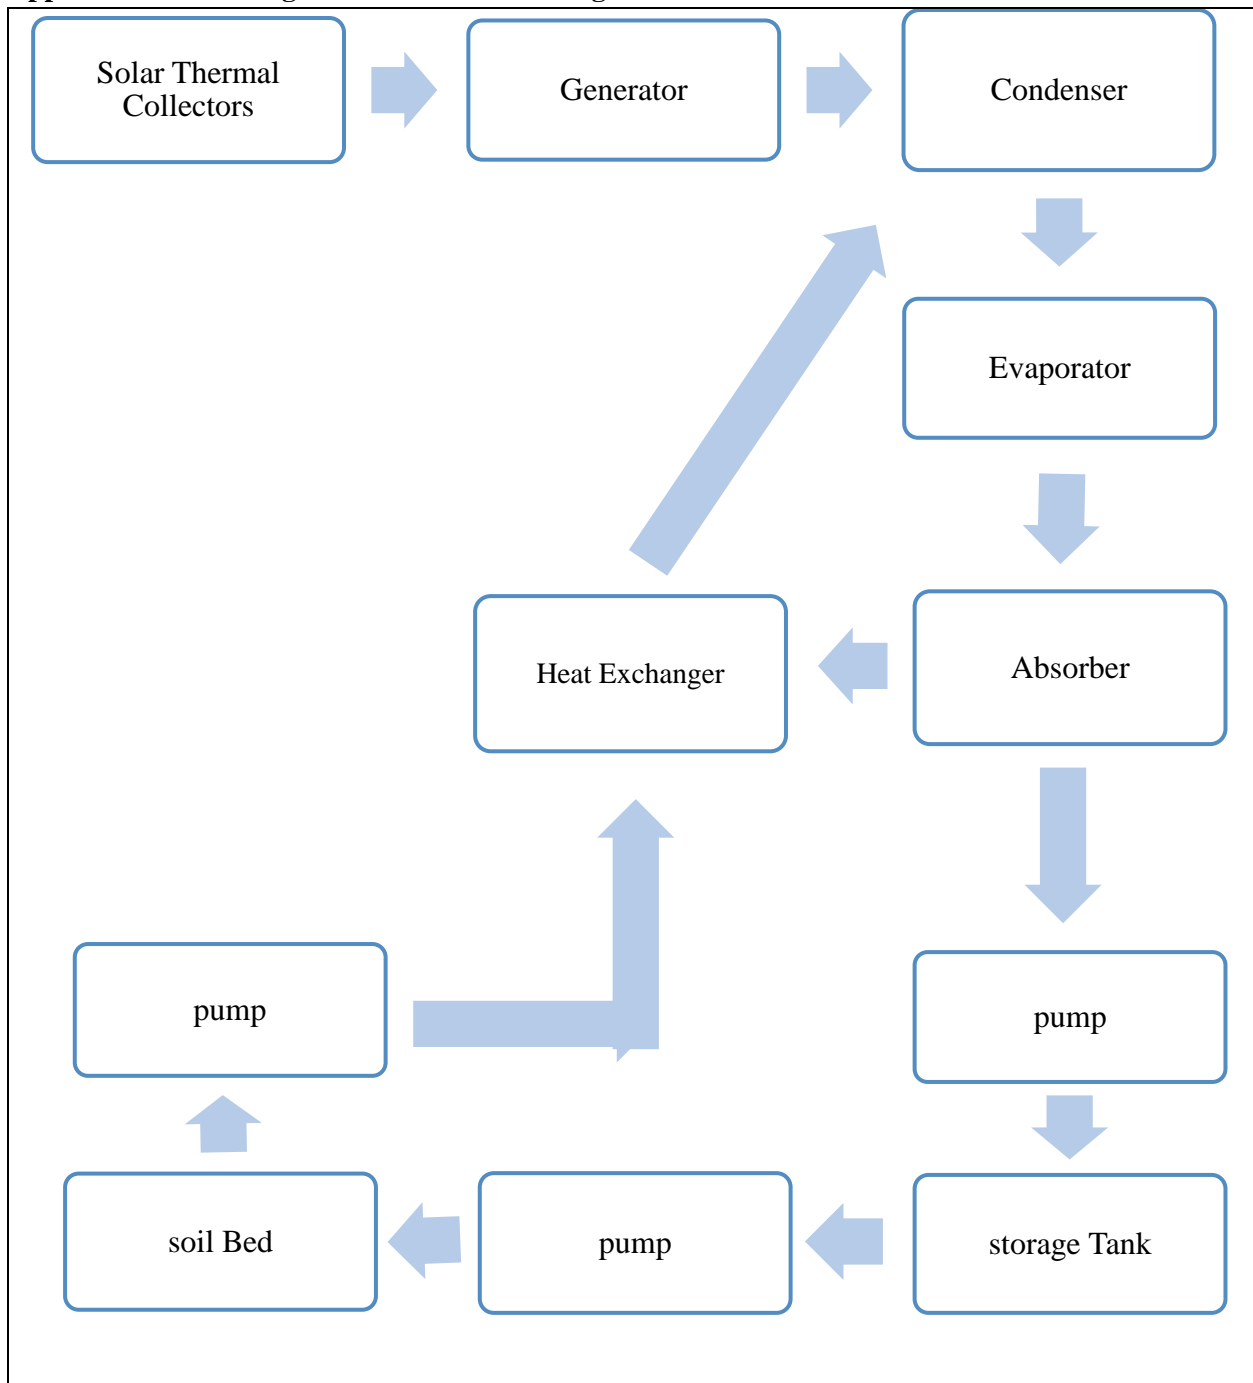 Solar Thermal
Collectors
Generator
Condenser
Evaporator
Heat Exchanger
Absorber
pump
pump
soil Bed
pump
storage Tank